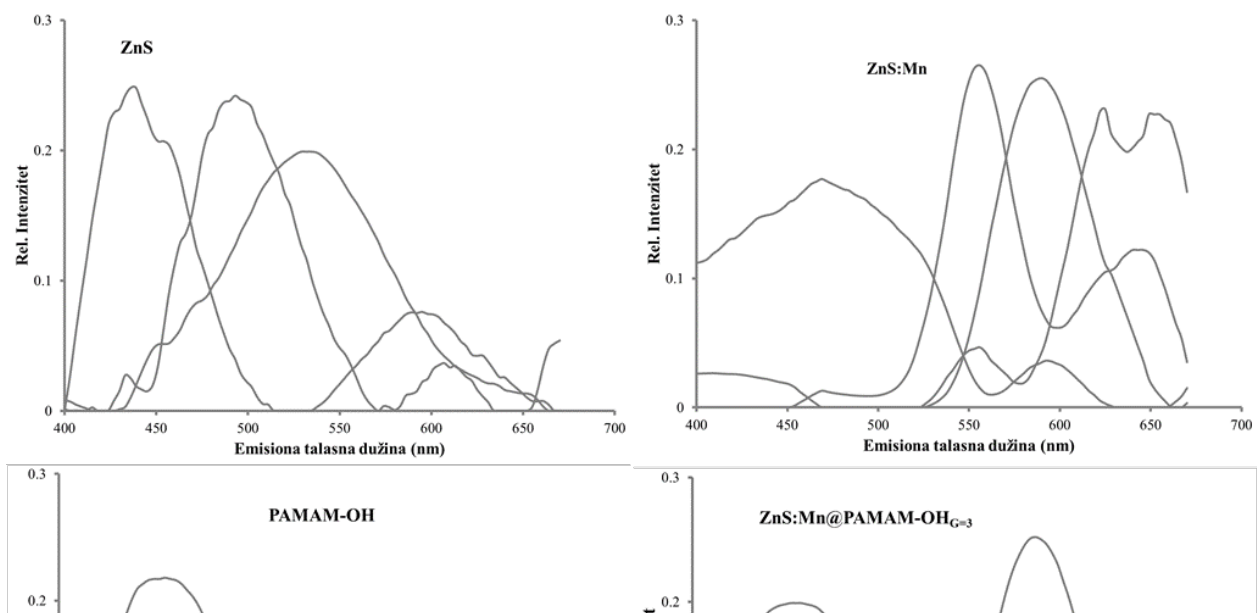 0.3
ZnS
0.2
Rel. Intenzitet
0.1
0
400 450 500 550 600 650 700
Emisiona talasna dužina (nm)
0.3
ZnS:Mn
0.2
Rel. Intenzitet
0.1
0
400 450 500 550 600 650 700
Emisiona talasna dužina (nm)
0.3
PAMAM-OH
0.2
0.3
ZnS:Mn@PAMAM-OHG=3
0.2